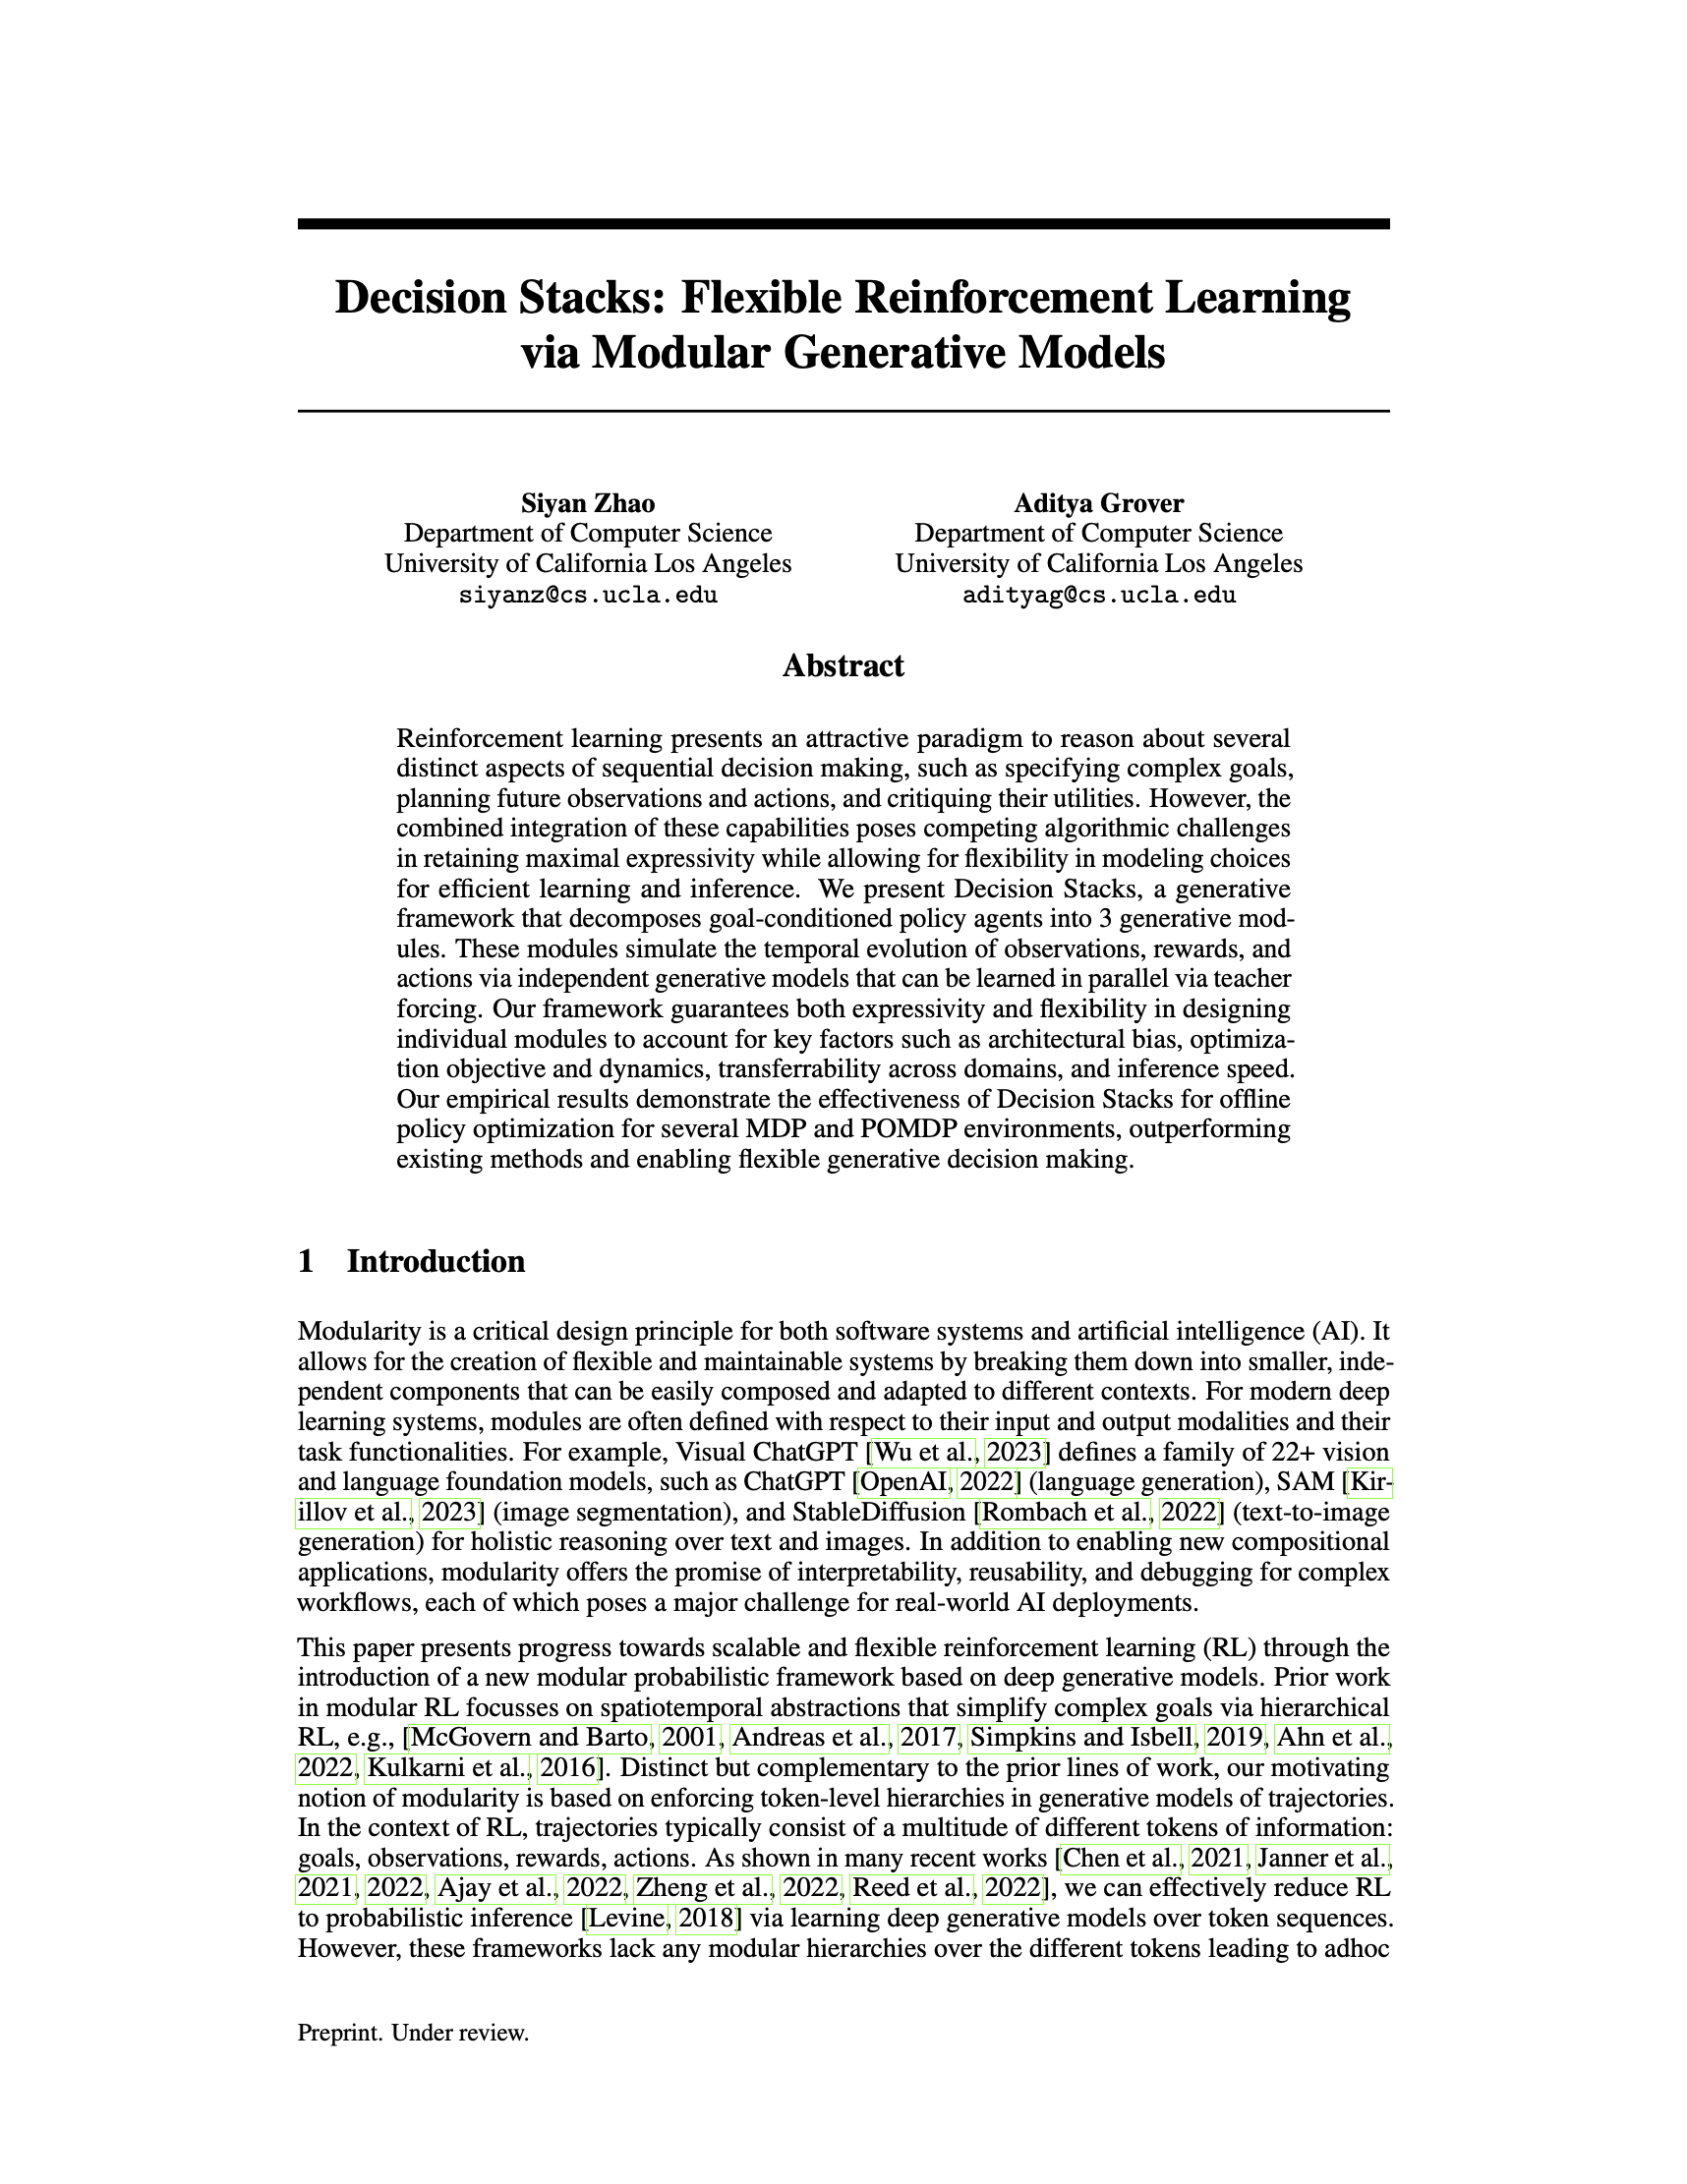 Decision Stacks: Flexible Reinforcement Learning
via Modular Generative Models
Siyan Zhao
Department of Computer Science
University of California Los Angeles
siyanz@cs.ucla.edu
Aditya Grover
Department of Computer Science
University of California Los Angeles
adityag@cs.ucla.edu
Abstract
Reinforcement learning presents an attractive paradigm to reason about several
distinct aspects of sequential decision making, such as specifying complex goals,
planning future observations and actions, and critiquing their utilities. However, the
combined integration of these capabilities poses competing algorithmic challenges
in retaining maximal expressivity while allowing for flexibility in modeling choices
for efficient learning and inference. We present Decision Stacks, a generative
framework that decomposes goal-conditioned policy agents into 3 generative mod-
ules. These modules simulate the temporal evolution of observations, rewards, and
actions via independent generative models that can be learned in parallel via teacher
forcing. Our framework guarantees both expressivity and flexibility in designing
individual modules to account for key factors such as architectural bias, optimiza-
tion objective and dynamics, transferrability across domains, and inference speed.
Our empirical results demonstrate the effectiveness of Decision Stacks for offline
policy optimization for several MDP and POMDP environments, outperforming
existing methods and enabling flexible generative decision making.
1 Introduction
Modularity is a critical design principle for both software systems and artificial intelligence (AI). It
allows for the creation of flexible and maintainable systems by breaking them down into smaller, inde-
pendent components that can be easily composed and adapted to different contexts. For modern deep
learning systems, modules are often defined with respect to their input and output modalities and their
task functionalities. For example, Visual ChatGPT [Wu et al., 2023] defines a family of 22+ vision
and language foundation models, such as ChatGPT [OpenAI, 2022] (language generation), SAM [Kir-
illov et al., 2023] (image segmentation), and StableDiffusion [Rombach et al., 2022] (text-to-image
generation) for holistic reasoning over text and images. In addition to enabling new compositional
applications, modularity offers the promise of interpretability, reusability, and debugging for complex
workflows, each of which poses a major challenge for real-world AI deployments.
This paper presents progress towards scalable and flexible reinforcement learning (RL) through the
introduction of a new modular probabilistic framework based on deep generative models. Prior work
in modular RL focusses on spatiotemporal abstractions that simplify complex goals via hierarchical
RL, e.g., [McGovern and Barto, 2001, Andreas et al., 2017, Simpkins and Isbell, 2019, Ahn et al.,
2022, Kulkarni et al., 2016]. Distinct but complementary to the prior lines of work, our motivating
notion of modularity is based on enforcing token-level hierarchies in generative models of trajectories.
In the context of RL, trajectories typically consist of a multitude of different tokens of information:
goals, observations, rewards, actions. As shown in many recent works [Chen et al., 2021, Janner et al.,
2021, 2022, Ajay et al., 2022, Zheng et al., 2022, Reed et al., 2022], we can effectively reduce RL
to probabilistic inference [Levine, 2018] via learning deep generative models over token sequences.
However, these frameworks lack any modular hierarchies over the different tokens leading to adhoc
Preprint. Under review.